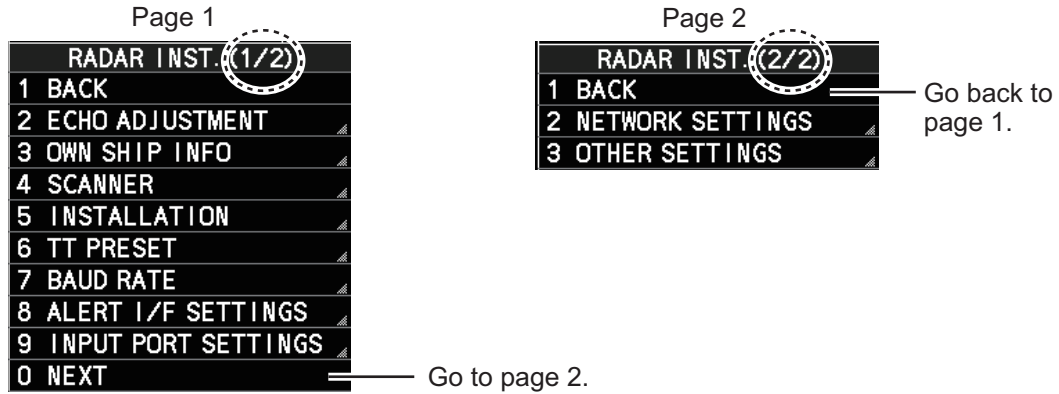 Page 1
RADAR INST. (1/2)
1 BACK
2 ECHO ADJUSTMENT
3 OWN SHIP INFO
4 SCANNER
5 INSTALLATION
6 TT PRESET
7 BAUD RATE
8 ALERT I/F SETTINGS
9 INPUT PORT SETTINGS
0 NEXT
Go to page 2.
Page 2
RADAR INST. (2/2)
1 BACK
2 NETWORK SETTINGS
3 OTHER SETTINGS
Go back to
page 1.